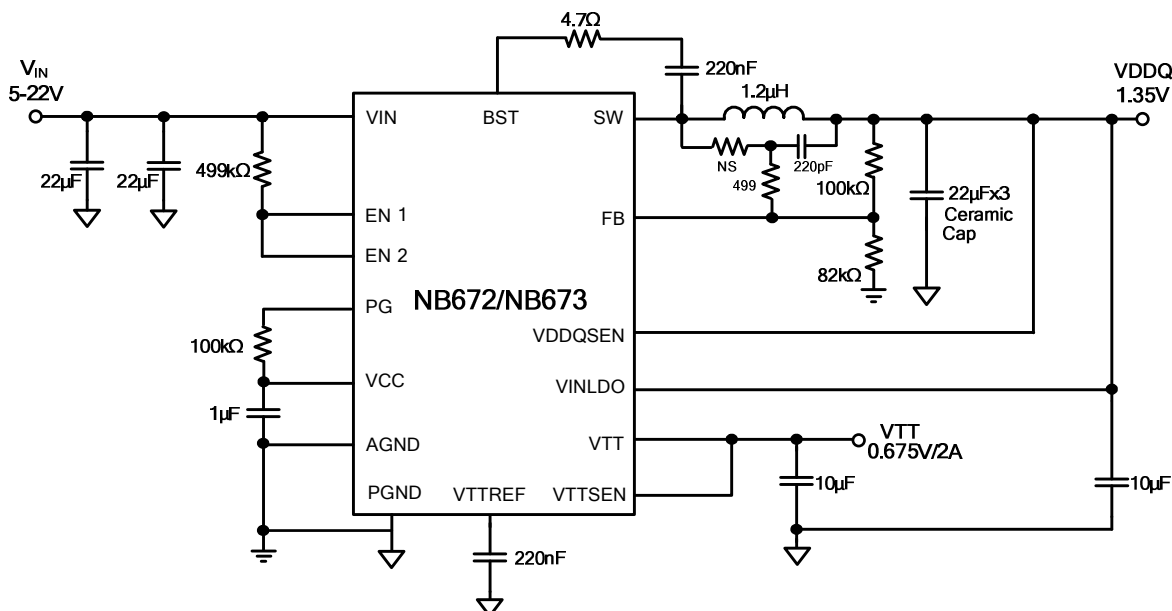 4.7Ω
VIN
5-22V
220nF
VDDQ
1.35V
1.2µH
VIN
BST
SW
22µF
22µF
499kΩ
NS
220pF
499
100kΩ
22µFx3
Ceramic
Cap
EN 1
FB
EN 2
82kΩ
NB672/NB673
PG
VDDQSEN
100kΩ
VCC
VINLDO
1µF
AGND
VTT
VTT
0.675V/2A
PGND
VTTREF
VTTSEN
10µF
10µF
220nF